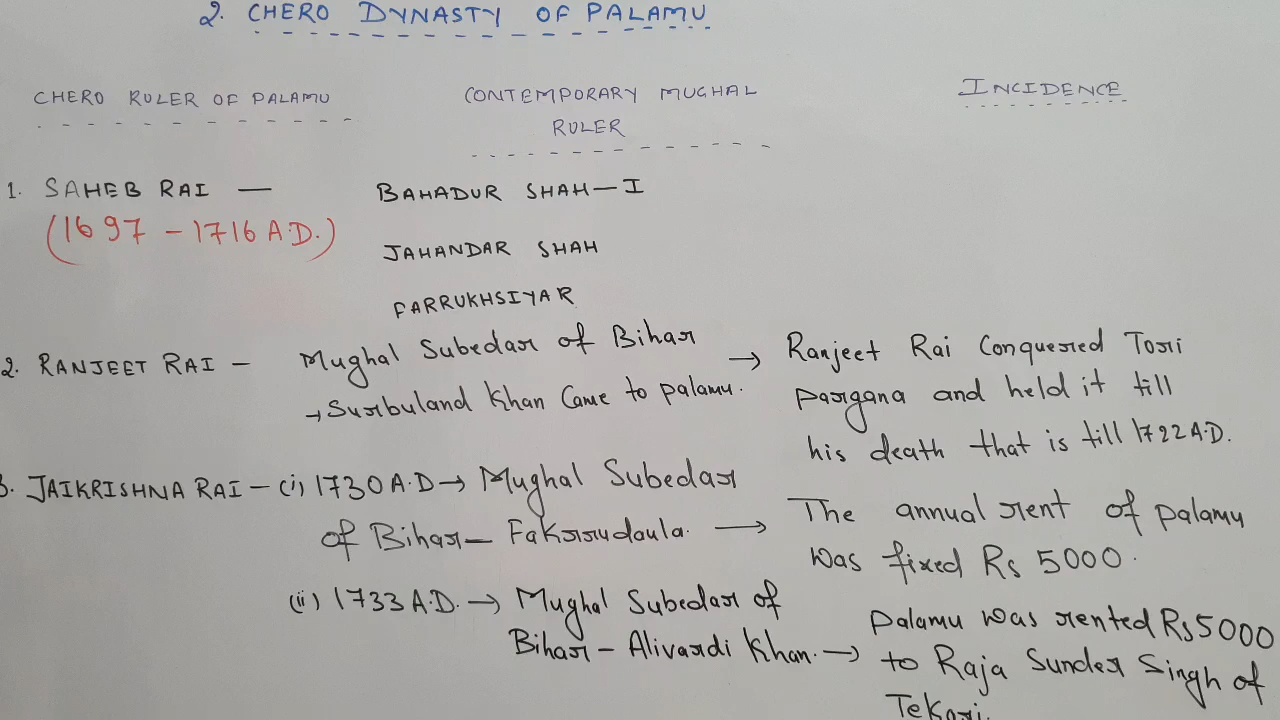 2. CHERO DYNASTY OF PALAMU
CHERO RULER OF PALAMU
CONTEMPORARY MUGHAL
RULER
INCIDENCE
1. SAHEB RAI —
(1697 - 1716 A.D.)
BAHADUR SHAH-I
JAHANDAR SHAH
FARRUKHSIYAR
2. RANJEET RAI -
Mughal Subedar of Bihar
→ Surbuland Khan Came to palamu.
→ Ranjeet Rai Conquered Tori
pargana and held it till
his death that is till 1722 A.D.
3. JAIKRISHNA RAI - (i) 1730 A.D → Mughal Subedar
of Bihar - Fakrrudaula. →
The annual rent of palamu
was fixed Rs 5000.
(ii) 1733 A.D. → Mughal Subedar of
Bihar - Alivardi Khan. →
palamu was rented Rs 5000
to Raja Sunder Singh of
Tekari.